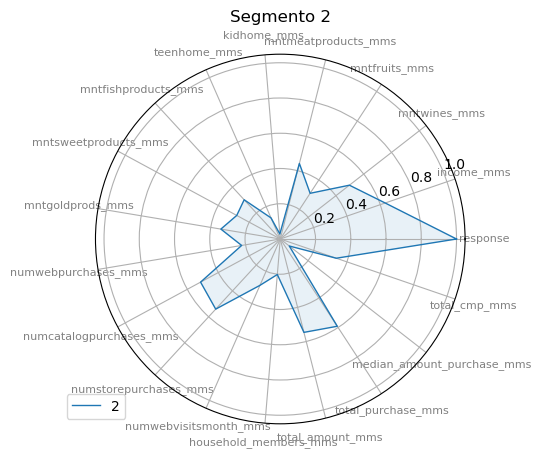 Segmento 2
kidhome_mms
mntmeatproducts_mms
teenhome_mms
mntfruits_mms
mntfishproducts_mms
mntwines_mms
mntsweetproducts_mms
income_mms
1.0
0.8
0.6
0.4
0.2
mntgoldprods_mms
response
numwebpurchases_mms
total_cmp_mms
numcatalogpurchases_mms
median_amount_purchase_mms
numstorepurchases_mms
2
total_purchase_mms
numwebvisitsmonth_mms
total_amount_mms
household_members_mms